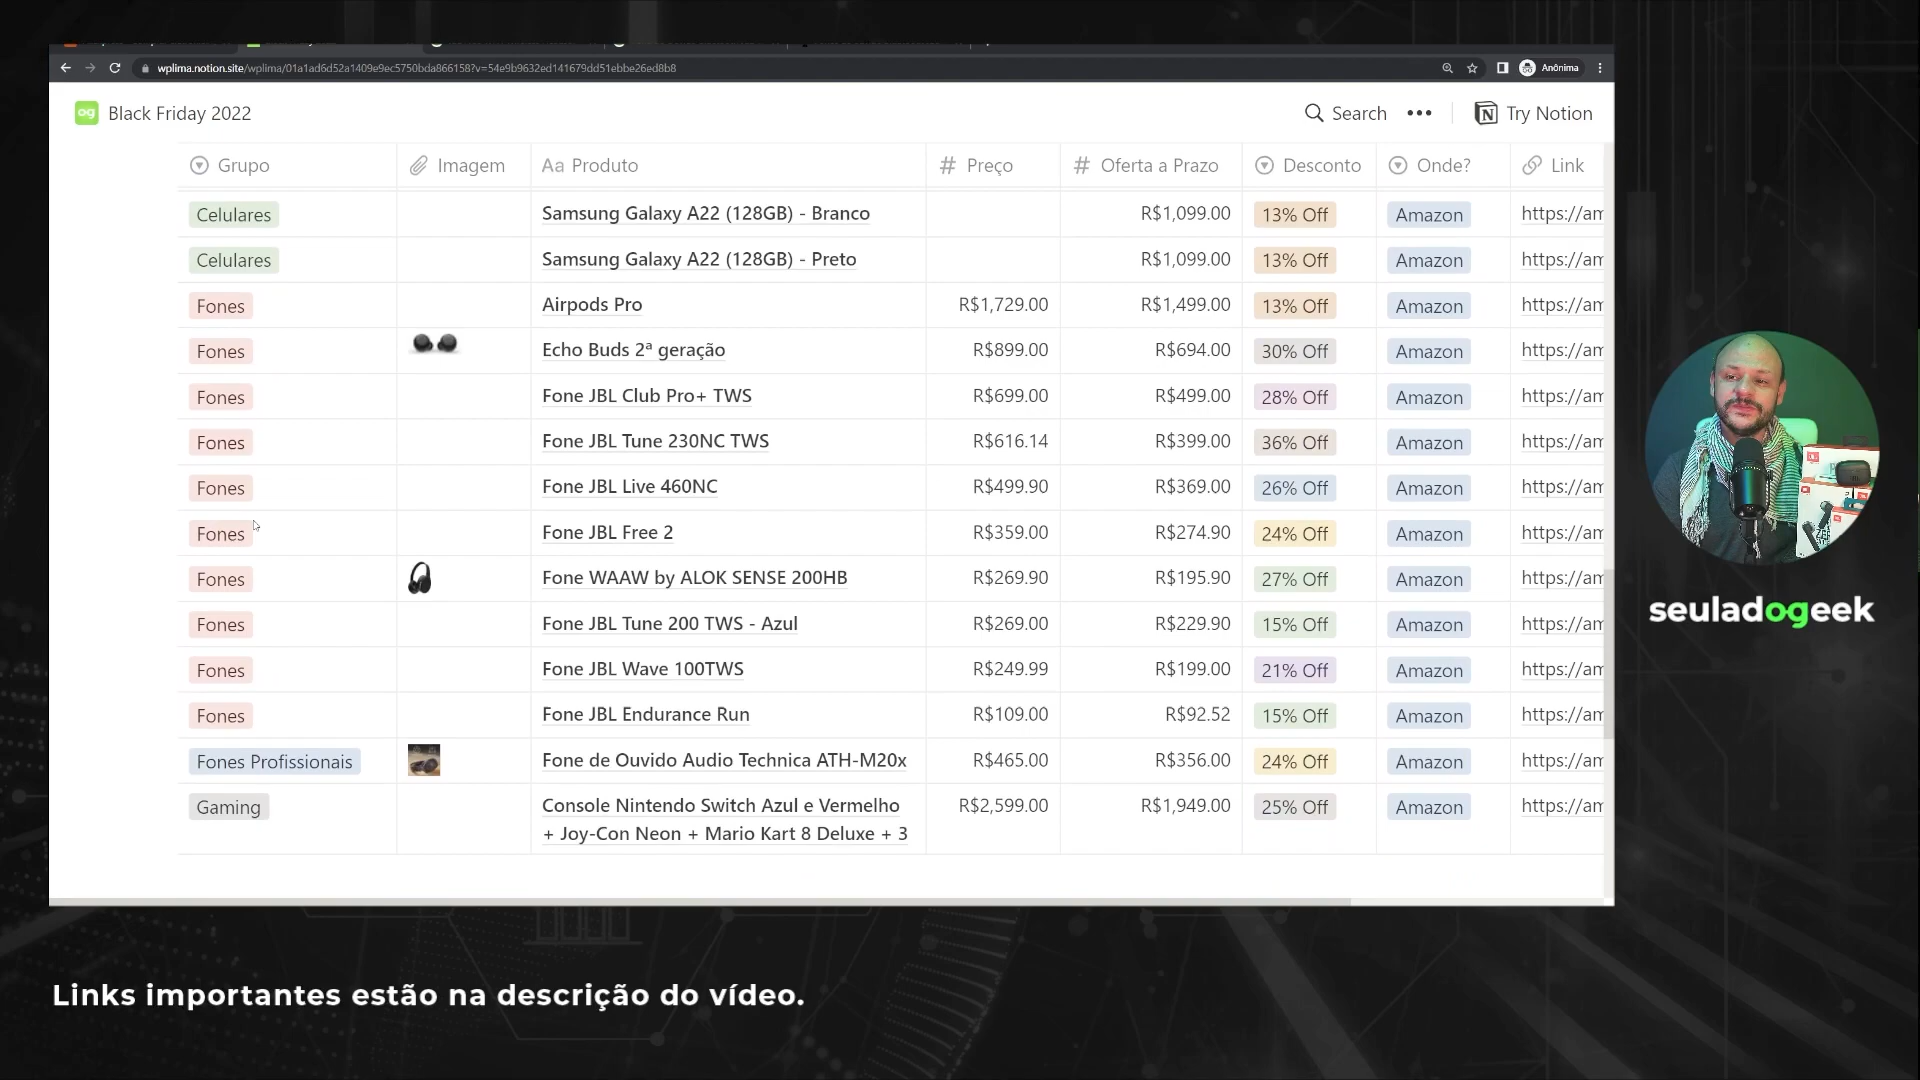 wplima.notion.site/wplima/01a1ad6d52a1409e9ec5750bda866158?v=54e9b9632ed141679dd51ebbe26ed8b8 Anônima
og Black Friday 2022 Search Try Notion
Grupo Imagem Aa Produto # Preço # Oferta a Prazo Desconto Onde? Link
Celulares Samsung Galaxy A22 (128GB) - Branco R$1,099.00 13% Off Amazon https://am
Celulares Samsung Galaxy A22 (128GB) - Preto R$1,099.00 13% Off Amazon https://am
Fones Airpods Pro R$1,729.00 R$1,499.00 13% Off Amazon https://am
Fones Echo Buds 2ª geração R$899.00 R$694.00 30% Off Amazon https://am
Fones Fone JBL Club Pro+ TWS R$699.00 R$499.00 28% Off Amazon https://am
Fones Fone JBL Tune 230NC TWS R$616.14 R$399.00 36% Off Amazon https://am
Fones Fone JBL Live 460NC R$499.90 R$369.00 26% Off Amazon https://am
Fones Fone JBL Free 2 R$359.00 R$274.90 24% Off Amazon https://am
Fones Fone WAAW by ALOK SENSE 200HB R$269.90 R$195.90 27% Off Amazon https://am
Fones Fone JBL Tune 200 TWS - Azul R$269.00 R$229.90 15% Off Amazon https://am
Fones Fone JBL Wave 100TWS R$249.99 R$199.00 21% Off Amazon https://am
Fones Fone JBL Endurance Run R$109.00 R$92.52 15% Off Amazon https://am
Fones Profissionais Fone de Ouvido Audio Technica ATH-M20x R$465.00 R$356.00 24% Off Amazon https://am
Gaming Console Nintendo Switch Azul e Vermelho R$2,599.00 R$1,949.00 25% Off Amazon https://am
+ Joy-Con Neon + Mario Kart 8 Deluxe + 3
seuladogeek
Links importantes estão na descrição do vídeo.